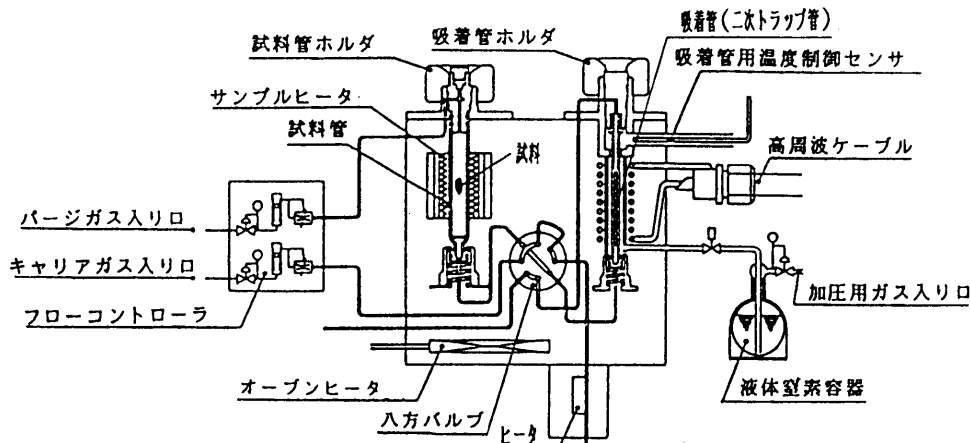 試料管ホルダ
吸着管ホルダ
吸着管(二次トラップ管)
吸着管用温度制御センサ
サンプルヒータ
試料管
試料
高周波ケーブル
パージガス入り口
キャリアガス入り口
フローコントローラ
加圧用ガス入り口
オーブンヒータ
液体窒素容器
八方バルブ
ヒータ